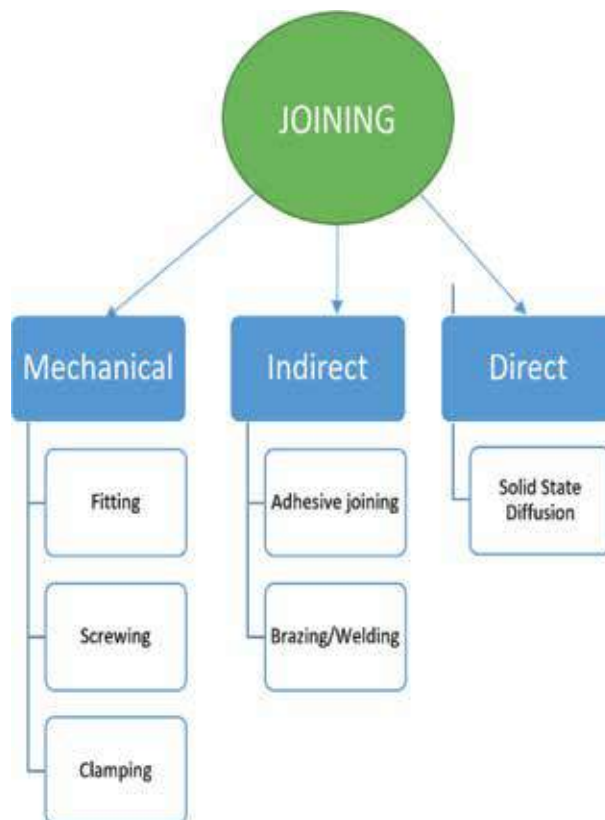 JOINING
Mechanical
Indirect
Direct
Fitting
Adhesive joining
Solid State
Diffusion
Screwing
Brazing/Welding
Clamping